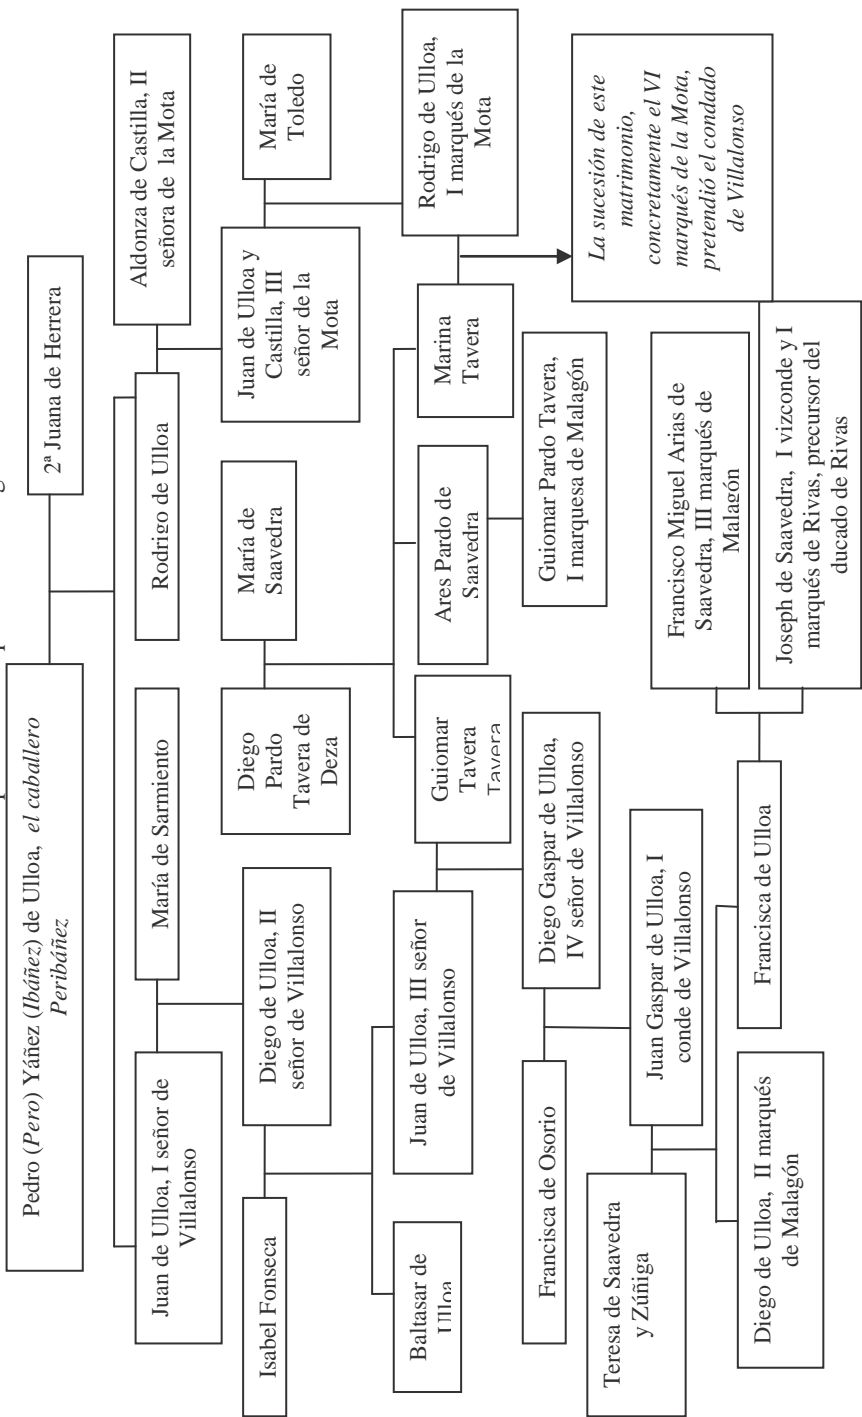 Pedro (Pero) Yáñez (Ibáñez) de Ulloa, el caballero
Peribáñez
2ª Juana de Herrera
Juan de Ulloa, I señor de
Villalonso
María de Sarmiento
Rodrigo de Ulloa
Aldonza de Castilla, II
señora de la Mota
Isabel Fonseca
Diego de Ulloa, II
señor de Villalonso
Diego
Pardo
Tavera de
Deza
María de
Saavedra
Juan de Ulloa y
Castilla, III
señor de la
Mota
María de
Toledo
Baltasar de
Ulloa
Juan de Ulloa, III señor
de Villalonso
Guiomar
Tavera
Tavera
Ares Pardo de
Saavedra
Marina
Tavera
Rodrigo de Ulloa,
I marqués de la
Mota
Francisca de Osorio
Diego Gaspar de Ulloa,
IV señor de Villalonso
Guiomar Pardo Tavera,
I marquesa de Malagón
La sucesión de este
matrimonio,
concretamente el VI
marqués de la Mota,
pretendió el condado
de Villalonso
Teresa de Saavedra
y Zúñiga
Juan Gaspar de Ulloa, I
conde de Villalonso
Francisco Miguel Arias de
Saavedra, III marqués de
Malagón
Diego de Ulloa, II marqués
de Malagón
Francisca de Ulloa
Joseph de Saavedra, I vizconde y I
marqués de Rivas, precursor del
ducado de Rivas